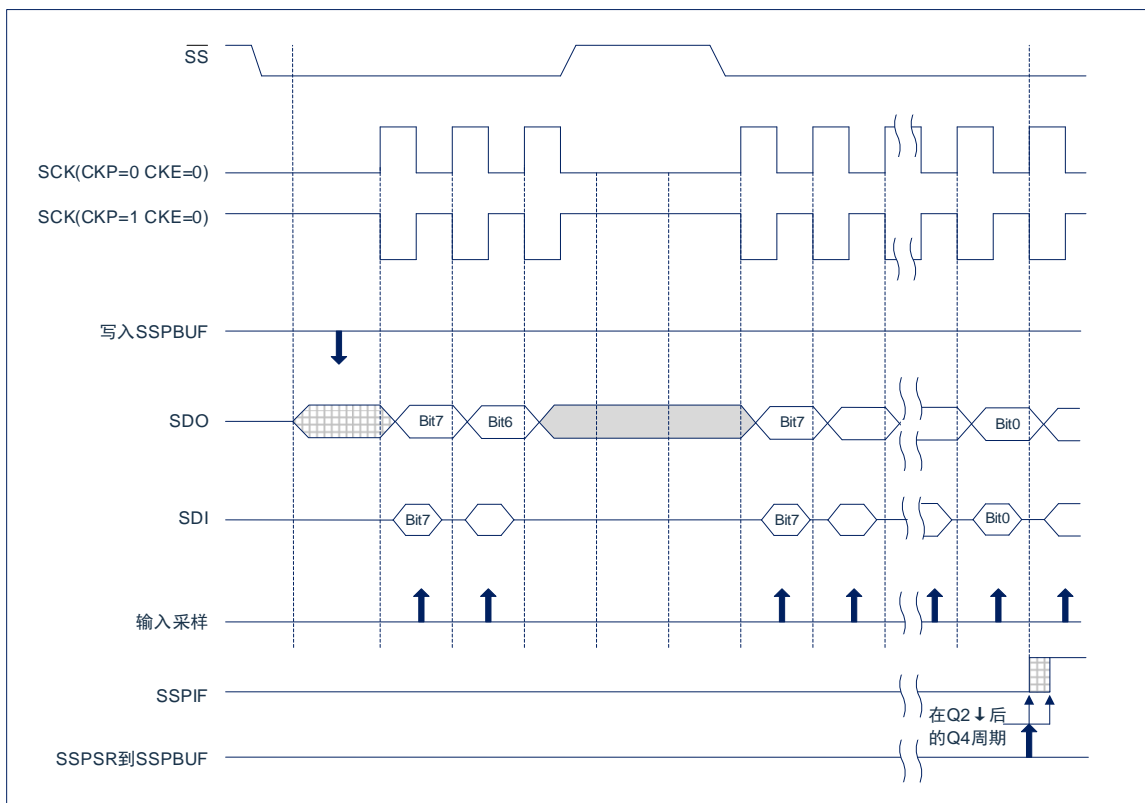 SS
SCK(CKP=0 CKE=0)
SCK(CKP=1 CKE=0)
写入SSPBUF
SDO
Bit7
Bit6
Bit7
Bit0
SDI
Bit7
Bit7
Bit0
输入采样
SSPIF
在Q2↓后
的Q4周期
SSPSR到SSPBUF